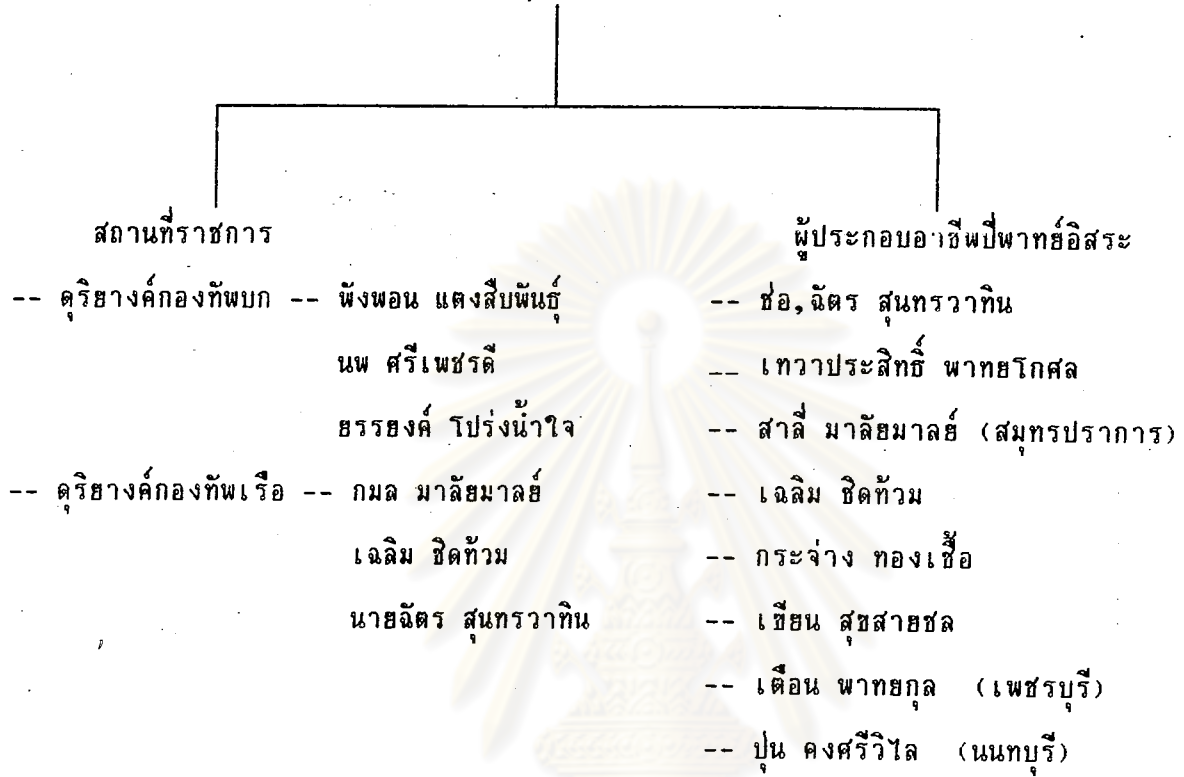 สถานที่ราชการ
-- ดุริยางค์กองทัพบก -- พังพอน แตงสืบพันธุ์
นพ ศรีเพชรดี
ยรรยงค์ โปร่งน้ำใจ
-- ดุริยางค์กองทัพเรือ -- กมล มาลัยมาลย์
เฉลิม ชิดท้วม
นายฉัตร สุนทรวาทิน
ผู้ประกอบอาชีพปี่พาทย์อิสระ
-- ช่อ,ฉัตร สุนทรวาทิน
-- เทวาประสิทธิ์ พาทยโกศล
-- สาลี่ มาลัยมาลย์ (สมุทรปราการ)
-- เฉลิม ชิดท้วม
-- กระจ่าง ทองเชื้อ
-- เขียน สุขสายชล
-- เตือน พาทยกุล (เพชรบุรี)
-- ปุ่น คงศรีวิไล (นนทบุรี)